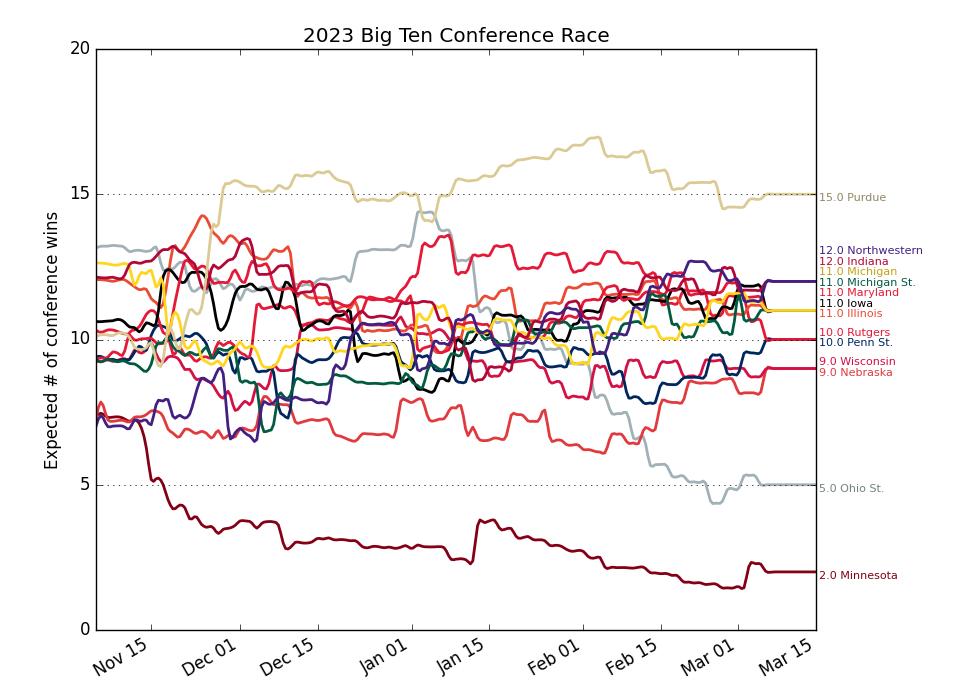 2023 Big Ten Conference Race
Expected # of conference wins
20
15
10
5
0
Nov 15
Dec 01
Dec 15
Jan 01
Jan 15
Feb 01
Feb 15
Mar 01
Mar 15
15.0 Purdue
12.0 Northwestern
12.0 Indiana
11.0 Michigan
11.0 Michigan St.
11.0 Maryland
11.0 Iowa
11.0 Illinois
10.0 Rutgers
10.0 Penn St.
9.0 Wisconsin
9.0 Nebraska
5.0 Ohio St.
2.0 Minnesota